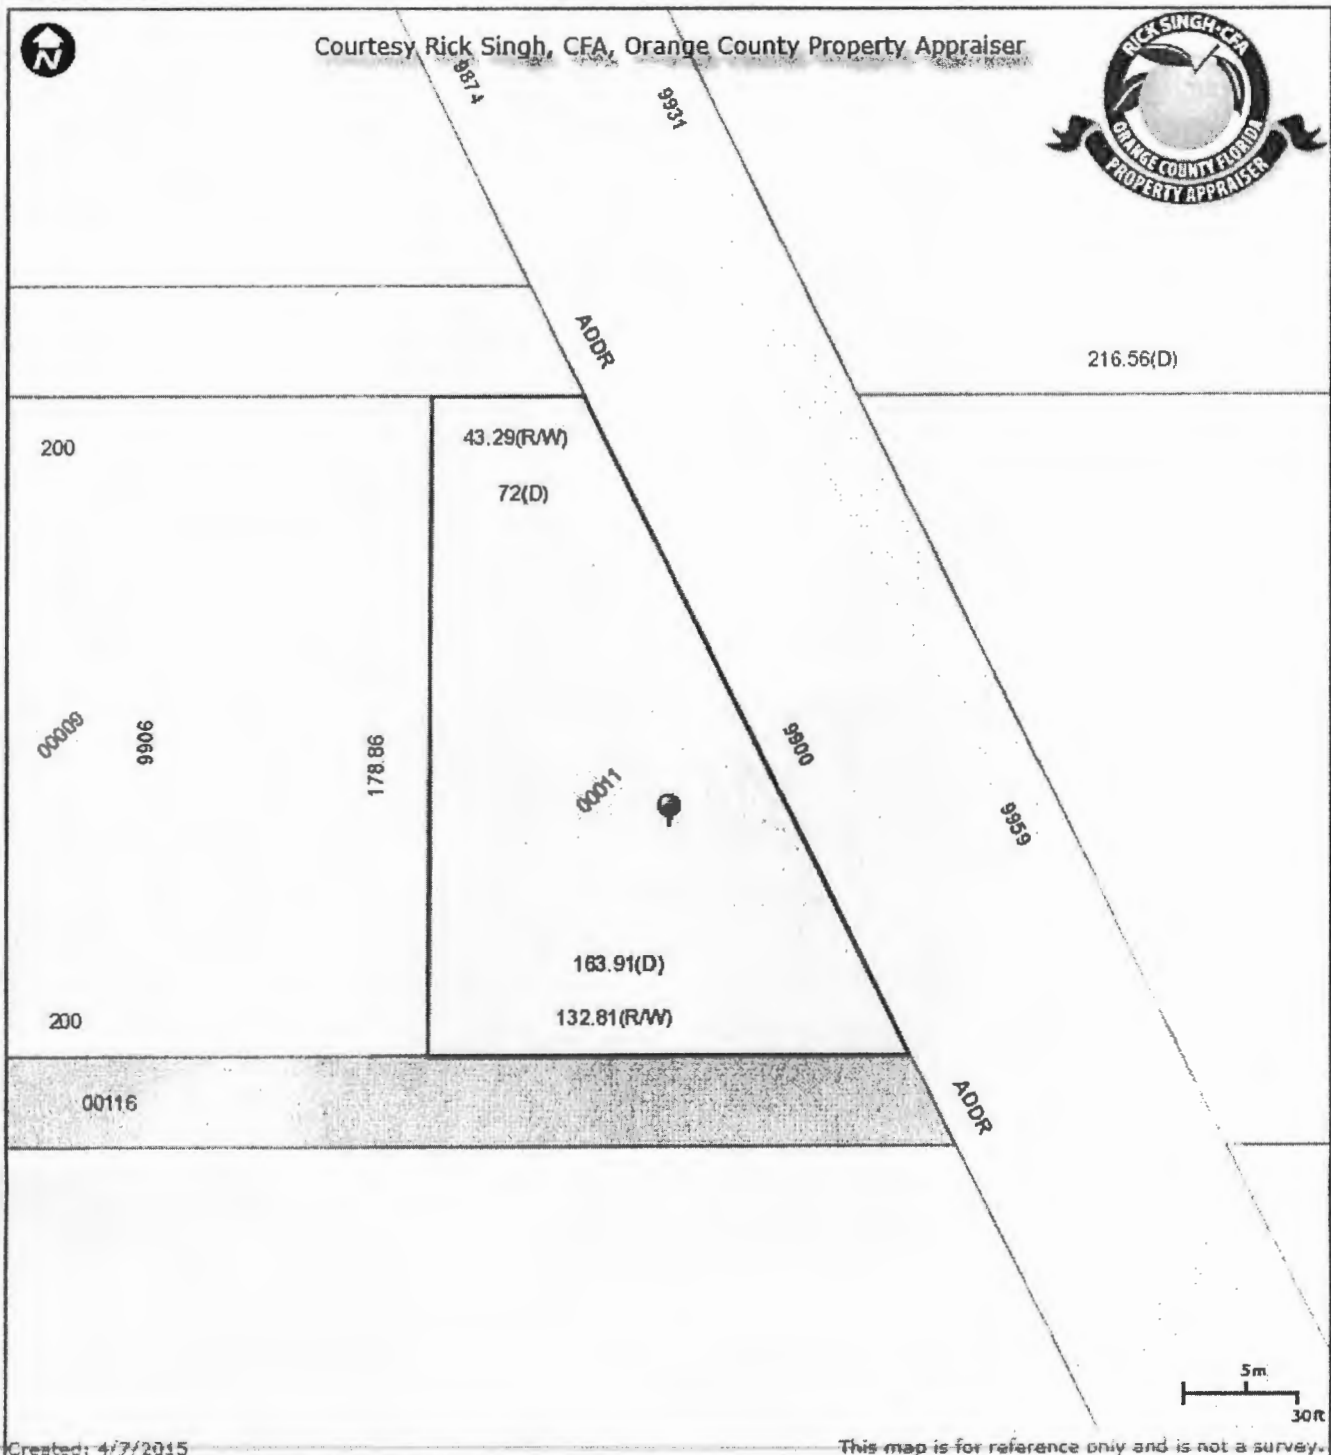 N
Courtesy Rick Singh, CFA, Orange County Property Appraiser
RICK SINGH·CFA
ORANGE COUNTY FLORIDA
PROPERTY APPRAISER
9874
9931
ADDR
216.56(D)
200
43.29(R/W)
72(D)
00009
9906
178.86
00011
9900
9959
163.91(D)
132.81(R/W)
200
00116
ADDR
5m
30ft
Created: 4/7/2015
This map is for reference only and is not a survey.